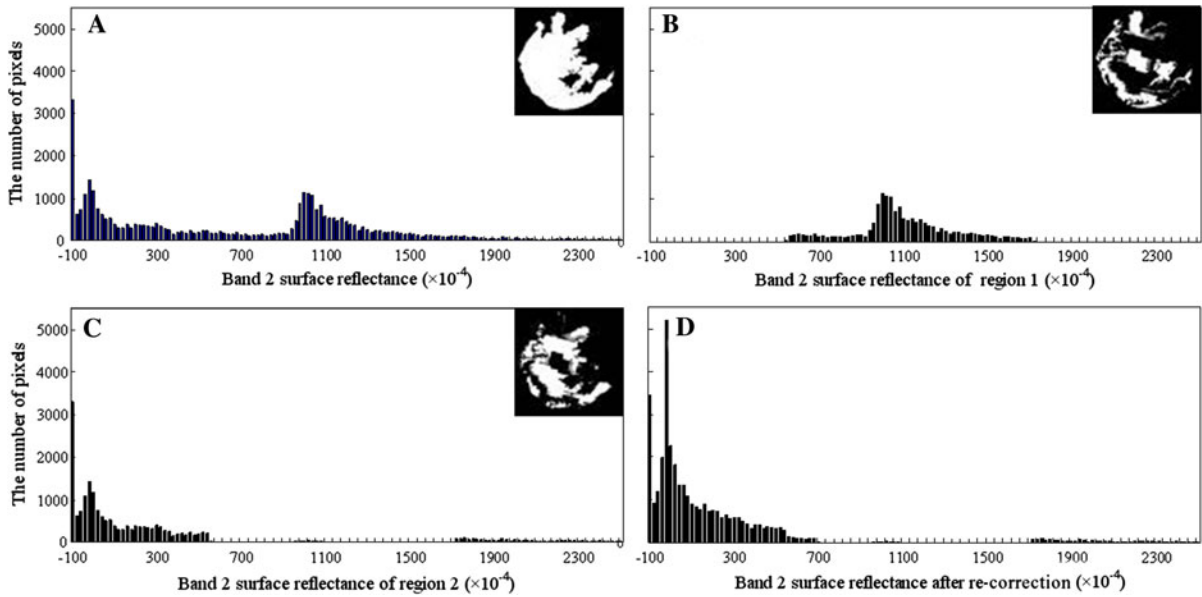 A
The number of pixels
5500
5000
4000
3000
2000
1000
0
-100 300 700 1100 1500 1900 2300
0
Band 2 surface reflectance (×10-4)
B
-100 300 700 1100 1500 1900 2300
Band 2 surface reflectance of region 1 (×10-4)
C
The number of pixels
5000
4000
3000
2000
1000
0
-100 300 700 1100 1500 1900 2300
0
Band 2 surface reflectance of region 2 (×10-4)
D
-100 300 700 1100 1500 1900 2300
Band 2 surface reflectance after re-correction (×10-4)